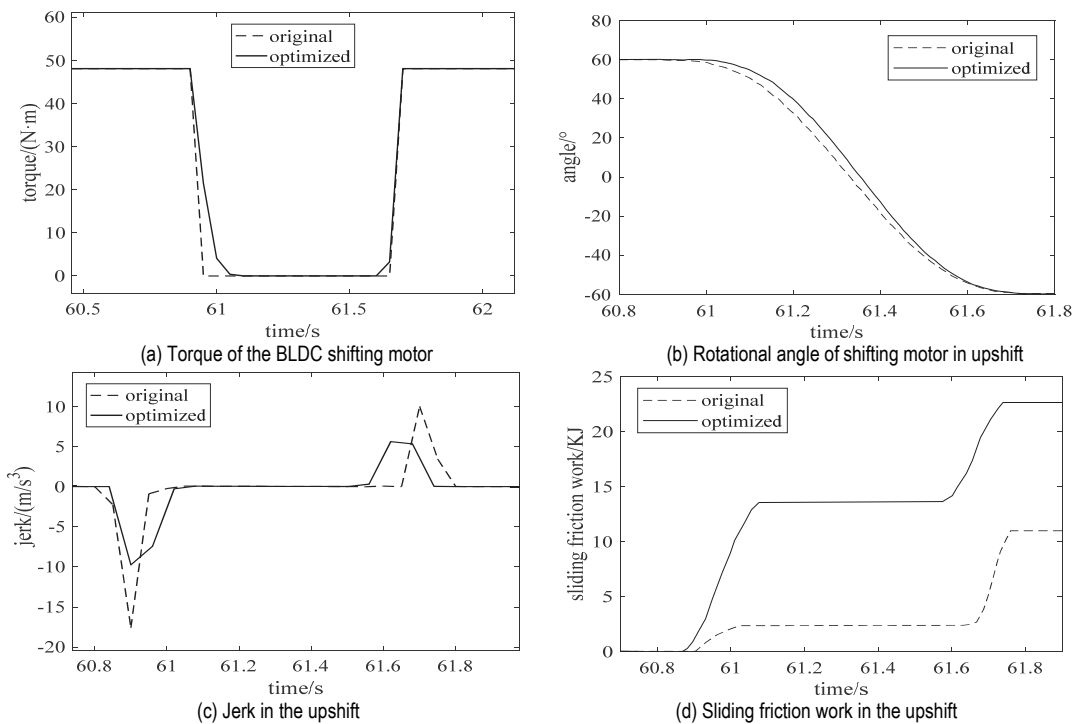 60
50
40
30
20
10
0
torque/(N·m)
original
optimized
60.5
61
61.5
62
time/s
(a) Torque of the BLDC shifting motor
60
40
20
0
-20
-40
-60
angle/°
original
optimized
60.8
61
61.2
61.4
61.6
61.8
time/s
(b) Rotational angle of shifting motor in upshift
10
5
0
-5
-10
-15
-20
jerk/(m/s³)
original
optimized
60.8
61
61.2
61.4
61.6
61.8
time/s
(c) Jerk in the upshift
25
20
15
10
5
0
sliding friction work/KJ
original
optimized
60.8
61
61.2
61.4
61.6
61.8
time/s
(d) Sliding friction work in the upshift